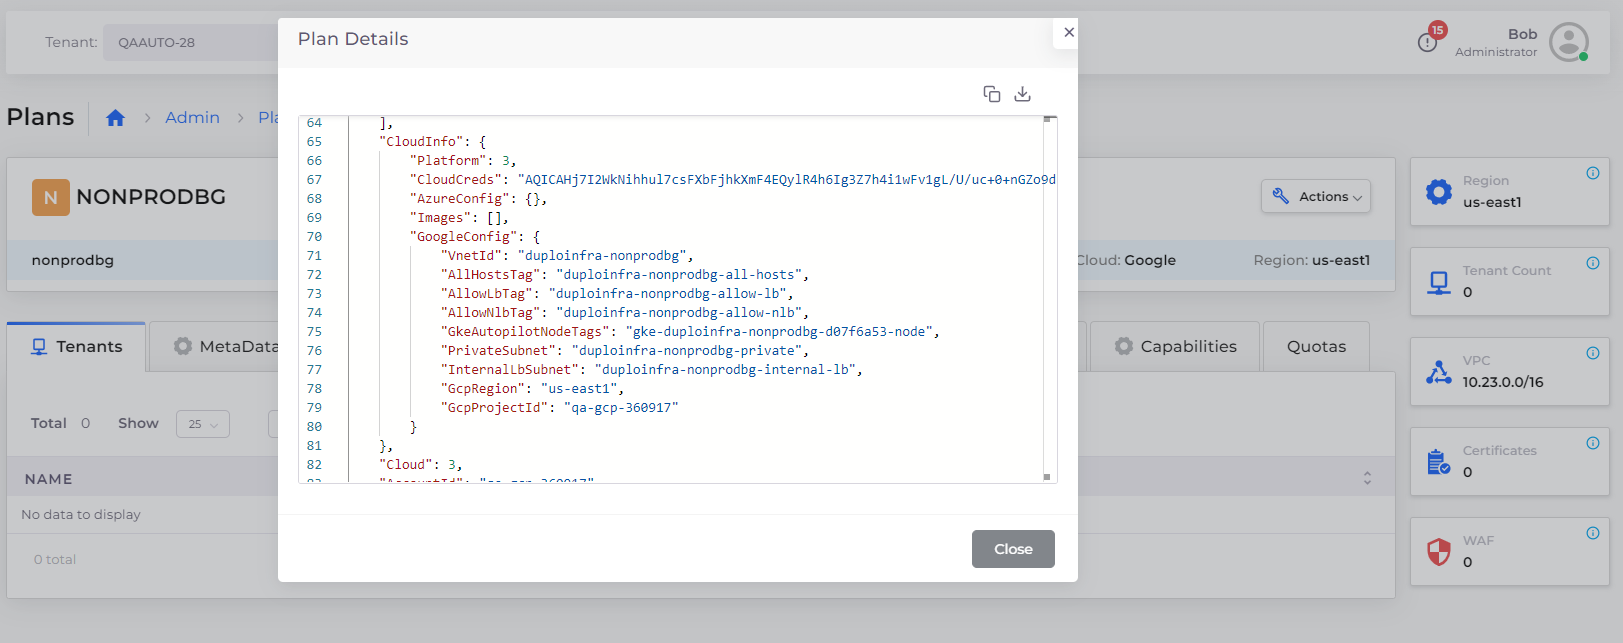 Tenant: QAAUTO-28
15
Bob
Administrator
Plans
Admin
N NONPRODBG
nonprodbg
Cloud: Google
Region: us-east1
Actions
Tenants
MetaData
Capabilities
Quotas
Total 0 Show 25
NAME
No data to display
0 total
Plan Details
64 ],
65 "CloudInfo": {
66 "Platform": 3,
67 "CloudCreds": "AQICAHj7I2WkNihhul7csFXbFjhkXmF4EQylR4h6Ig3Z7h4i1wFv1gL/U/uc+0+nGZo9d
68 "AzureConfig": {},
69 "Images": [],
70 "GoogleConfig": {
71 "VnetId": "duploinfra-nonprodbg",
72 "AllHostsTag": "duploinfra-nonprodbg-all-hosts",
73 "AllowLbTag": "duploinfra-nonprodbg-allow-lb",
74 "AllowNlbTag": "duploinfra-nonprodbg-allow-nlb",
75 "GkeAutopilotNodeTags": "gke-duploinfra-nonprodbg-d07f6a53-node",
76 "PrivateSubnet": "duploinfra-nonprodbg-private",
77 "InternalLbSubnet": "duploinfra-nonprodbg-internal-lb",
78 "GcpRegion": "us-east1",
79 "GcpProjectId": "qa-gcp-360917"
80 }
81 },
82 "Cloud": 3,
Close
Region
us-east1
Tenant Count
0
VPC
10.23.0.0/16
Certificates
0
WAF
0